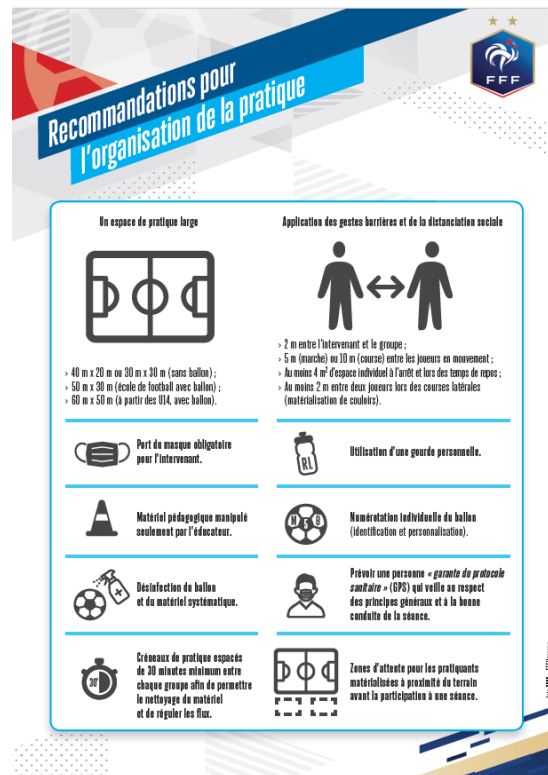 FFF
Recommandations pour
l'organisation de la pratique
Un espace de pratique large
› 40 m x 20 m ou 30 m x 30 m (sans ballon) ;
› 50 m x 30 m (école de football avec ballon) ;
› 60 m x 50 m (à partir des U14, avec ballon).
Application des gestes barrières et de la distanciation sociale
› 2 m entre l'intervenant et le groupe ;
› 5 m (marche) ou 10 m (course) entre les joueurs en mouvement ;
› Au moins 4 m² d'espace individuel à l'arrêt et lors des temps de repos ;
› Au moins 2 m entre deux joueurs lors des courses latérales
(matérialisation de couloirs).
Port du masque obligatoire
pour l'intervenant.
RL
Utilisation d'une gourde personnelle.
Matériel pédagogique manipulé
seulement par l'éducateur.
M 5 B
Numérotation individuelle du ballon
(identification et personnalisation).
Désinfection du ballon
et du matériel systématique.
Prévoir une personne « garante du protocole
sanitaire » (GPS) qui veille au respect
des principes généraux et à la bonne
conduite de la séance.
30'
Créneaux de pratique espacés
de 30 minutes minimum entre
chaque groupe afin de permettre
le nettoyage du matériel
et de réguler les flux.
Zones d'attente pour les pratiquants
matérialisées à proximité du terrain
avant la participation à une séance.